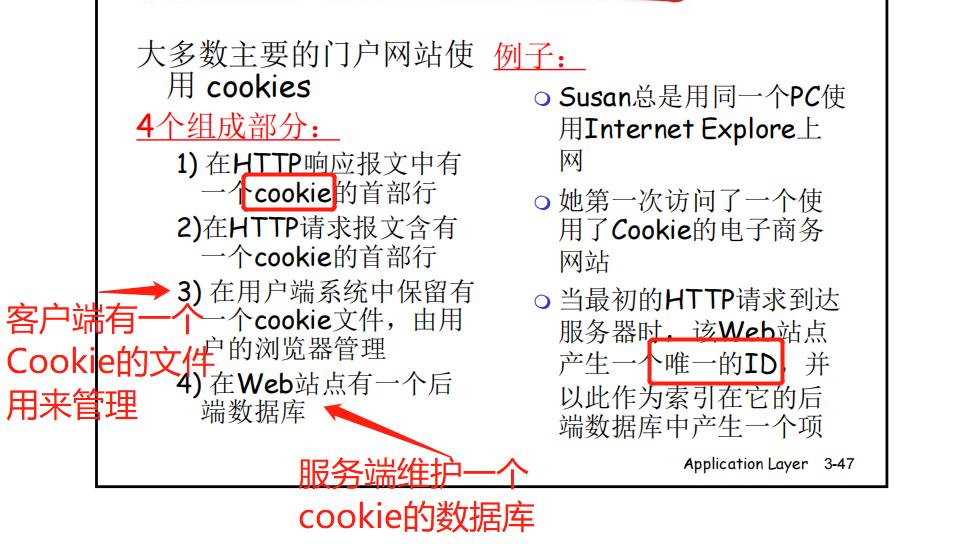 大多数主要的门户网站使
用 cookies
4个组成部分：
1) 在HTTP响应报文中有
一个cookie的首部行
2)在HTTP请求报文含有
一个cookie的首部行
3) 在用户端系统中保留有
一个cookie文件，由用
户的浏览器管理
4) 在Web站点有一个后
端数据库
客户端有一个
Cookie的文件
用来管理
服务端维护一个
cookie的数据库
例子：
Susan总是用同一个PC使
用Internet Explore上
网
她第一次访问了一个使
用了Cookie的电子商务
网站
当最初的HTTP请求到达
服务器时，该Web站点
产生一个唯一的ID，并
以此作为索引在它的后
端数据库中产生一个项
Application Layer 3-47